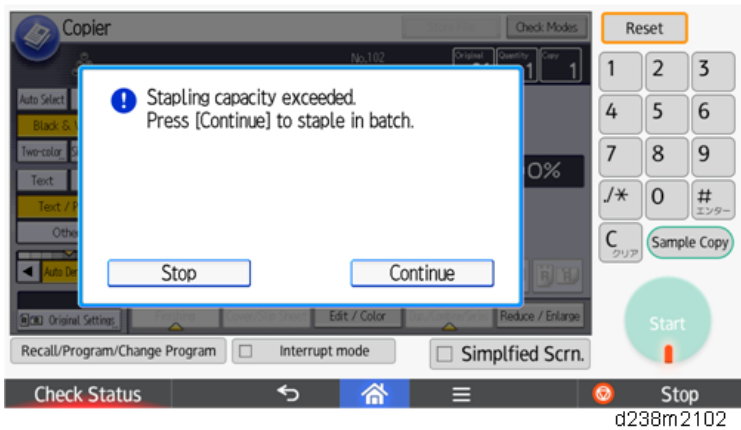 Copier
Check Modes
Reset
No.102
Original
Quantity
Copy
1
1
1
2
3
Stapling capacity exceeded.
Press [Continue] to staple in batch.
Auto Select
Black &
4
5
6
Two-color
7
8
9
0%
Text
Text / P
./*
0
#
エンター
Othe
C
クリア
Sample Copy
Auto Den
Stop
Continue
Original Settings
Edit / Color
Reduce / Enlarge
Start
Recall/Program/Change Program
Interrupt mode
Simplfied Scrn.
Check Status
Stop
d238m2102